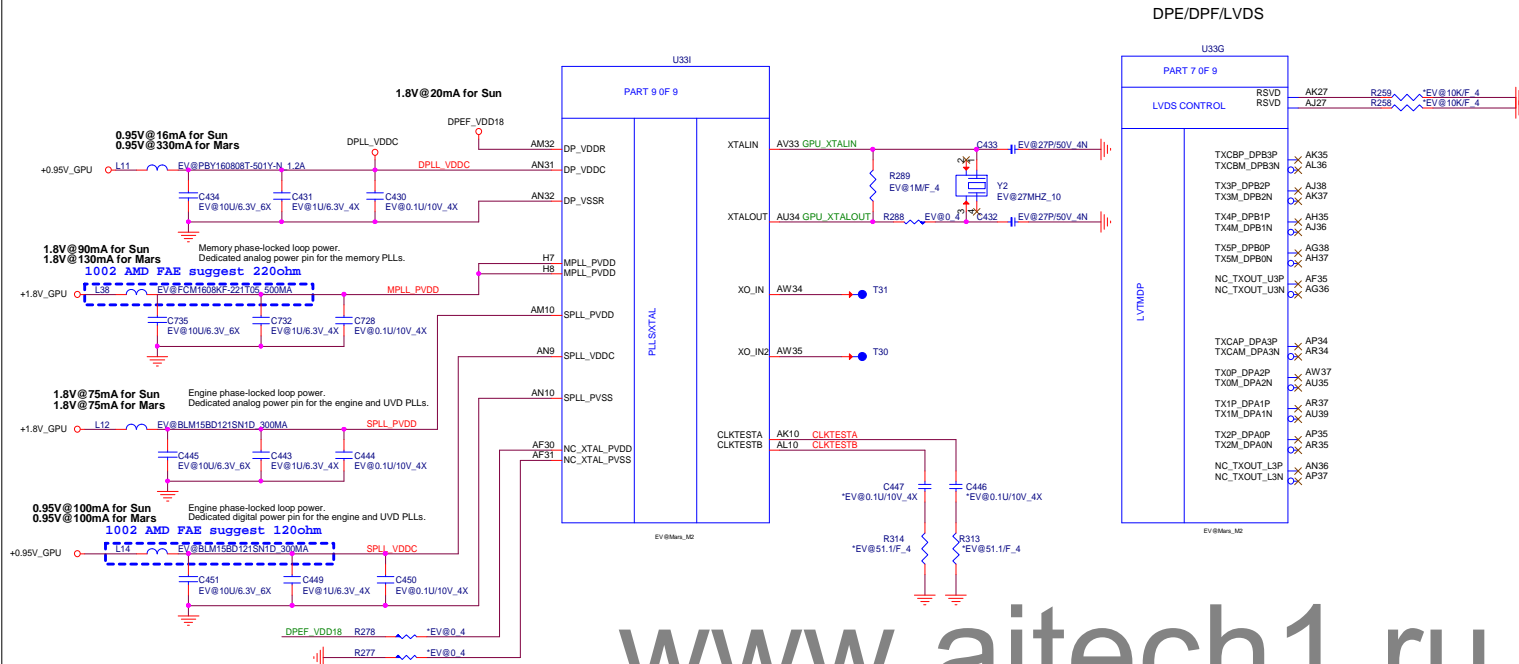 DPE/DPF/LVDS
U33I
PART 9 0F 9
PLLS/XTAL
EV@Mars_M2
1.8V@20mA for Sun
DPEF_VDD18
AM32 DP_VDDR
0.95V@16mA for Sun
0.95V@330mA for Mars
+0.95V_GPU
L11 EV@PBY160808T-501Y-N_1.2A
DPLL_VDDC
DPLL_VDDC
AN31 DP_VDDC
C434
EV@10U/6.3V_6X
C431
EV@1U/6.3V_4X
C430
EV@0.1U/10V_4X
AN32 DP_VSSR
1.8V@90mA for Sun
1.8V@130mA for Mars
Memory phase-locked loop power.
Dedicated analog power pin for the memory PLLs.
1002 AMD FAE suggest 220ohm
+1.8V_GPU
L38 EV@FCM1608KF-221T05_500MA
MPLL_PVDD
H7 MPLL_PVDD
H8 MPLL_PVDD
C735
EV@10U/6.3V_6X
C732
EV@1U/6.3V_4X
C728
EV@0.1U/10V_4X
AM10 SPLL_PVDD
AN9 SPLL_VDDC
AN10 SPLL_PVSS
1.8V@75mA for Sun
1.8V@75mA for Mars
Engine phase-locked loop power.
Dedicated analog power pin for the engine and UVD PLLs.
+1.8V_GPU
L12 EV@BLM15BD121SN1D_300MA
SPLL_PVDD
C445
EV@10U/6.3V_6X
C443
EV@1U/6.3V_4X
C444
EV@0.1U/10V_4X
AF30 NC_XTAL_PVDD
AF31 NC_XTAL_PVSS
0.95V@100mA for Sun
0.95V@100mA for Mars
Engine phase-locked loop power.
Dedicated digital power pin for the engine and UVD PLLs.
1002 AMD FAE suggest 120ohm
+0.95V_GPU
L14 EV@BLM15BD121SN1D_300MA
SPLL_VDDC
C451
EV@10U/6.3V_6X
C449
EV@1U/6.3V_4X
C450
EV@0.1U/10V_4X
DPEF_VDD18 R278 *EV@0_4
R277 *EV@0_4
XTALIN AV33 GPU_XTALIN
C433 EV@27P/50V_4N
R289
EV@1M/F_4
2
1
Y2
EV@27MHZ_10
3
4
XTALOUT AU34 GPU_XTALOUT
R288 EV@0_4
C432 EV@27P/50V_4N
XO_IN AW34 T31
XO_IN2 AW35 T30
CLKTESTA AK10 CLKTESTA
CLKTESTB AL10 CLKTESTB
C447
*EV@0.1U/10V_4X
C446
*EV@0.1U/10V_4X
R314
*EV@51.1/F_4
R313
*EV@51.1/F_4
U33G
PART 7 0F 9
LVDS CONTROL
LVTMDP
RSVD AK27 R259 *EV@10K/F_4
RSVD AJ27 R258 *EV@10K/F_4
TXCBP_DPB3P AK35
TXCBM_DPB3N AL36
TX3P_DPB2P AJ38
TX3M_DPB2N AK37
TX4P_DPB1P AH35
TX4M_DPB1N AJ36
TX5P_DPB0P AG38
TX5M_DPB0N AH37
NC_TXOUT_U3P AF35
NC_TXOUT_U3N AG36
TXCAP_DPA3P AP34
TXCAM_DPA3N AR34
TX0P_DPA2P AW37
TX0M_DPA2N AU35
TX1P_DPA1P AR37
TX1M_DPA1N AU39
TX2P_DPA0P AP35
TX2M_DPA0N AR35
NC_TXOUT_L3P AN36
NC_TXOUT_L3N AP37
EV@Mars_M2
www.aitech1.ru